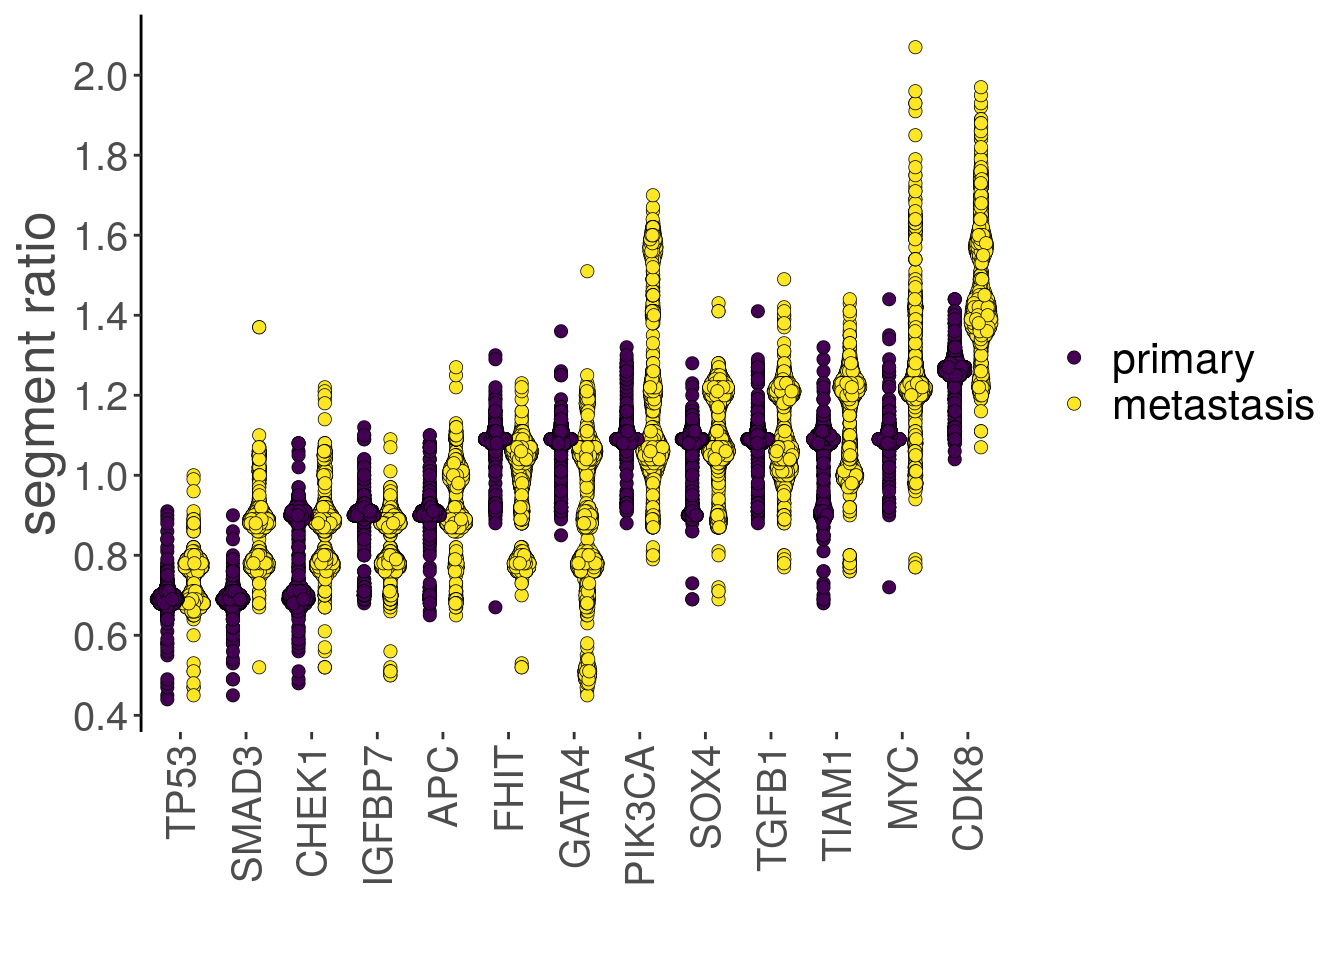 segment ratio
2.0
1.8
1.6
1.4
1.2
1.0
0.8
0.6
0.4
TP53
SMAD3
CHEK1
IGFBP7
APC
FHIT
GATA4
PIK3CA
SOX4
TGFB1
TIAM1
MYC
CDK8
primary
metastasis